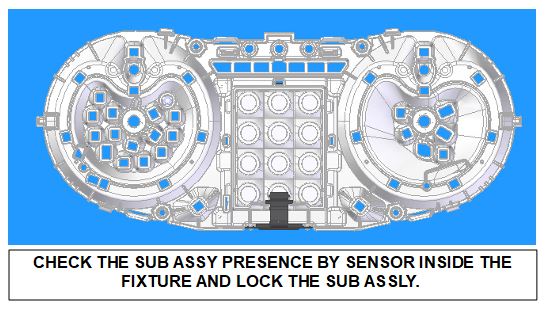 CHECK THE SUB ASSY PRESENCE BY SENSOR INSIDE THE
FIXTURE AND LOCK THE SUB ASSLY.